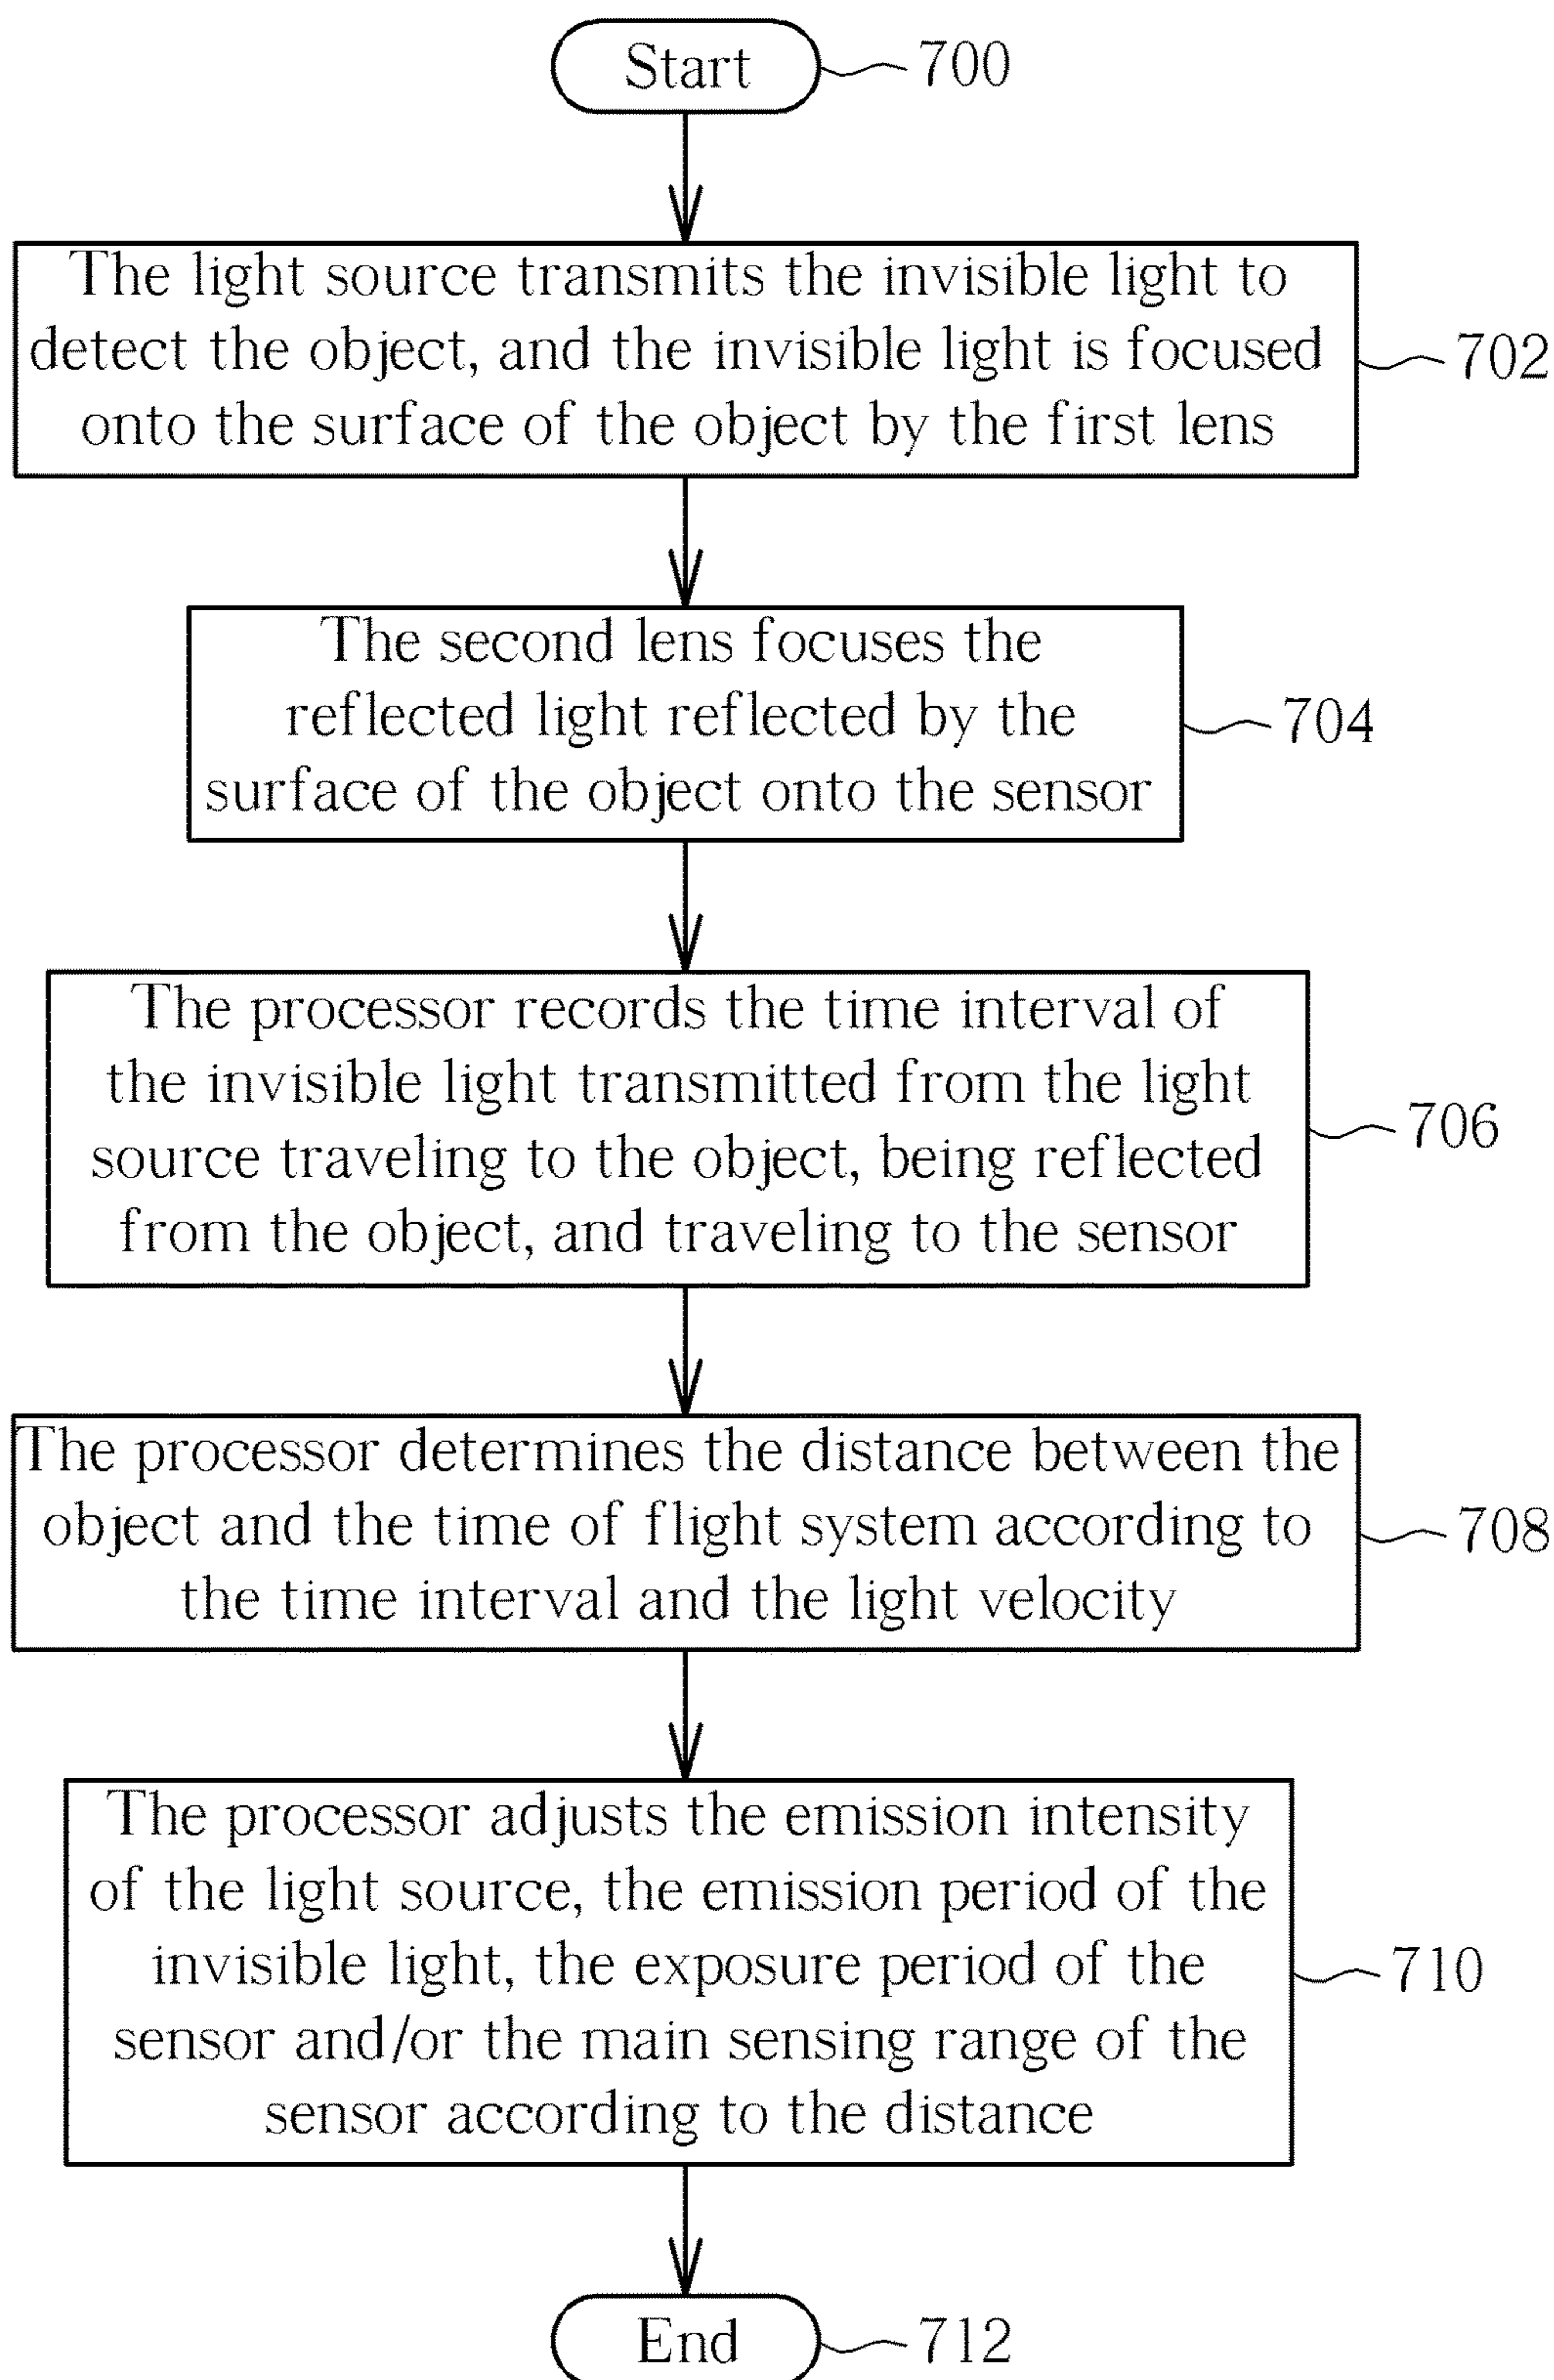 Start
700
The light source transmits the invisible light to
detect the object, and the invisible light is focused
onto the surface of the object by the first lens
702
The second lens focuses the
reflected light reflected by the
surface of the object onto the sensor
704
The processor records the time interval of
the invisible light transmitted from the light
source traveling to the object, being reflected
from the object, and traveling to the sensor
706
The processor determines the distance between the
object and the time of flight system according to
the time interval and the light velocity
708
The processor adjusts the emission intensity
of the light source, the emission period of the
invisible light, the exposure period of the
sensor and/or the main sensing range of the
sensor according to the distance
710
End
712